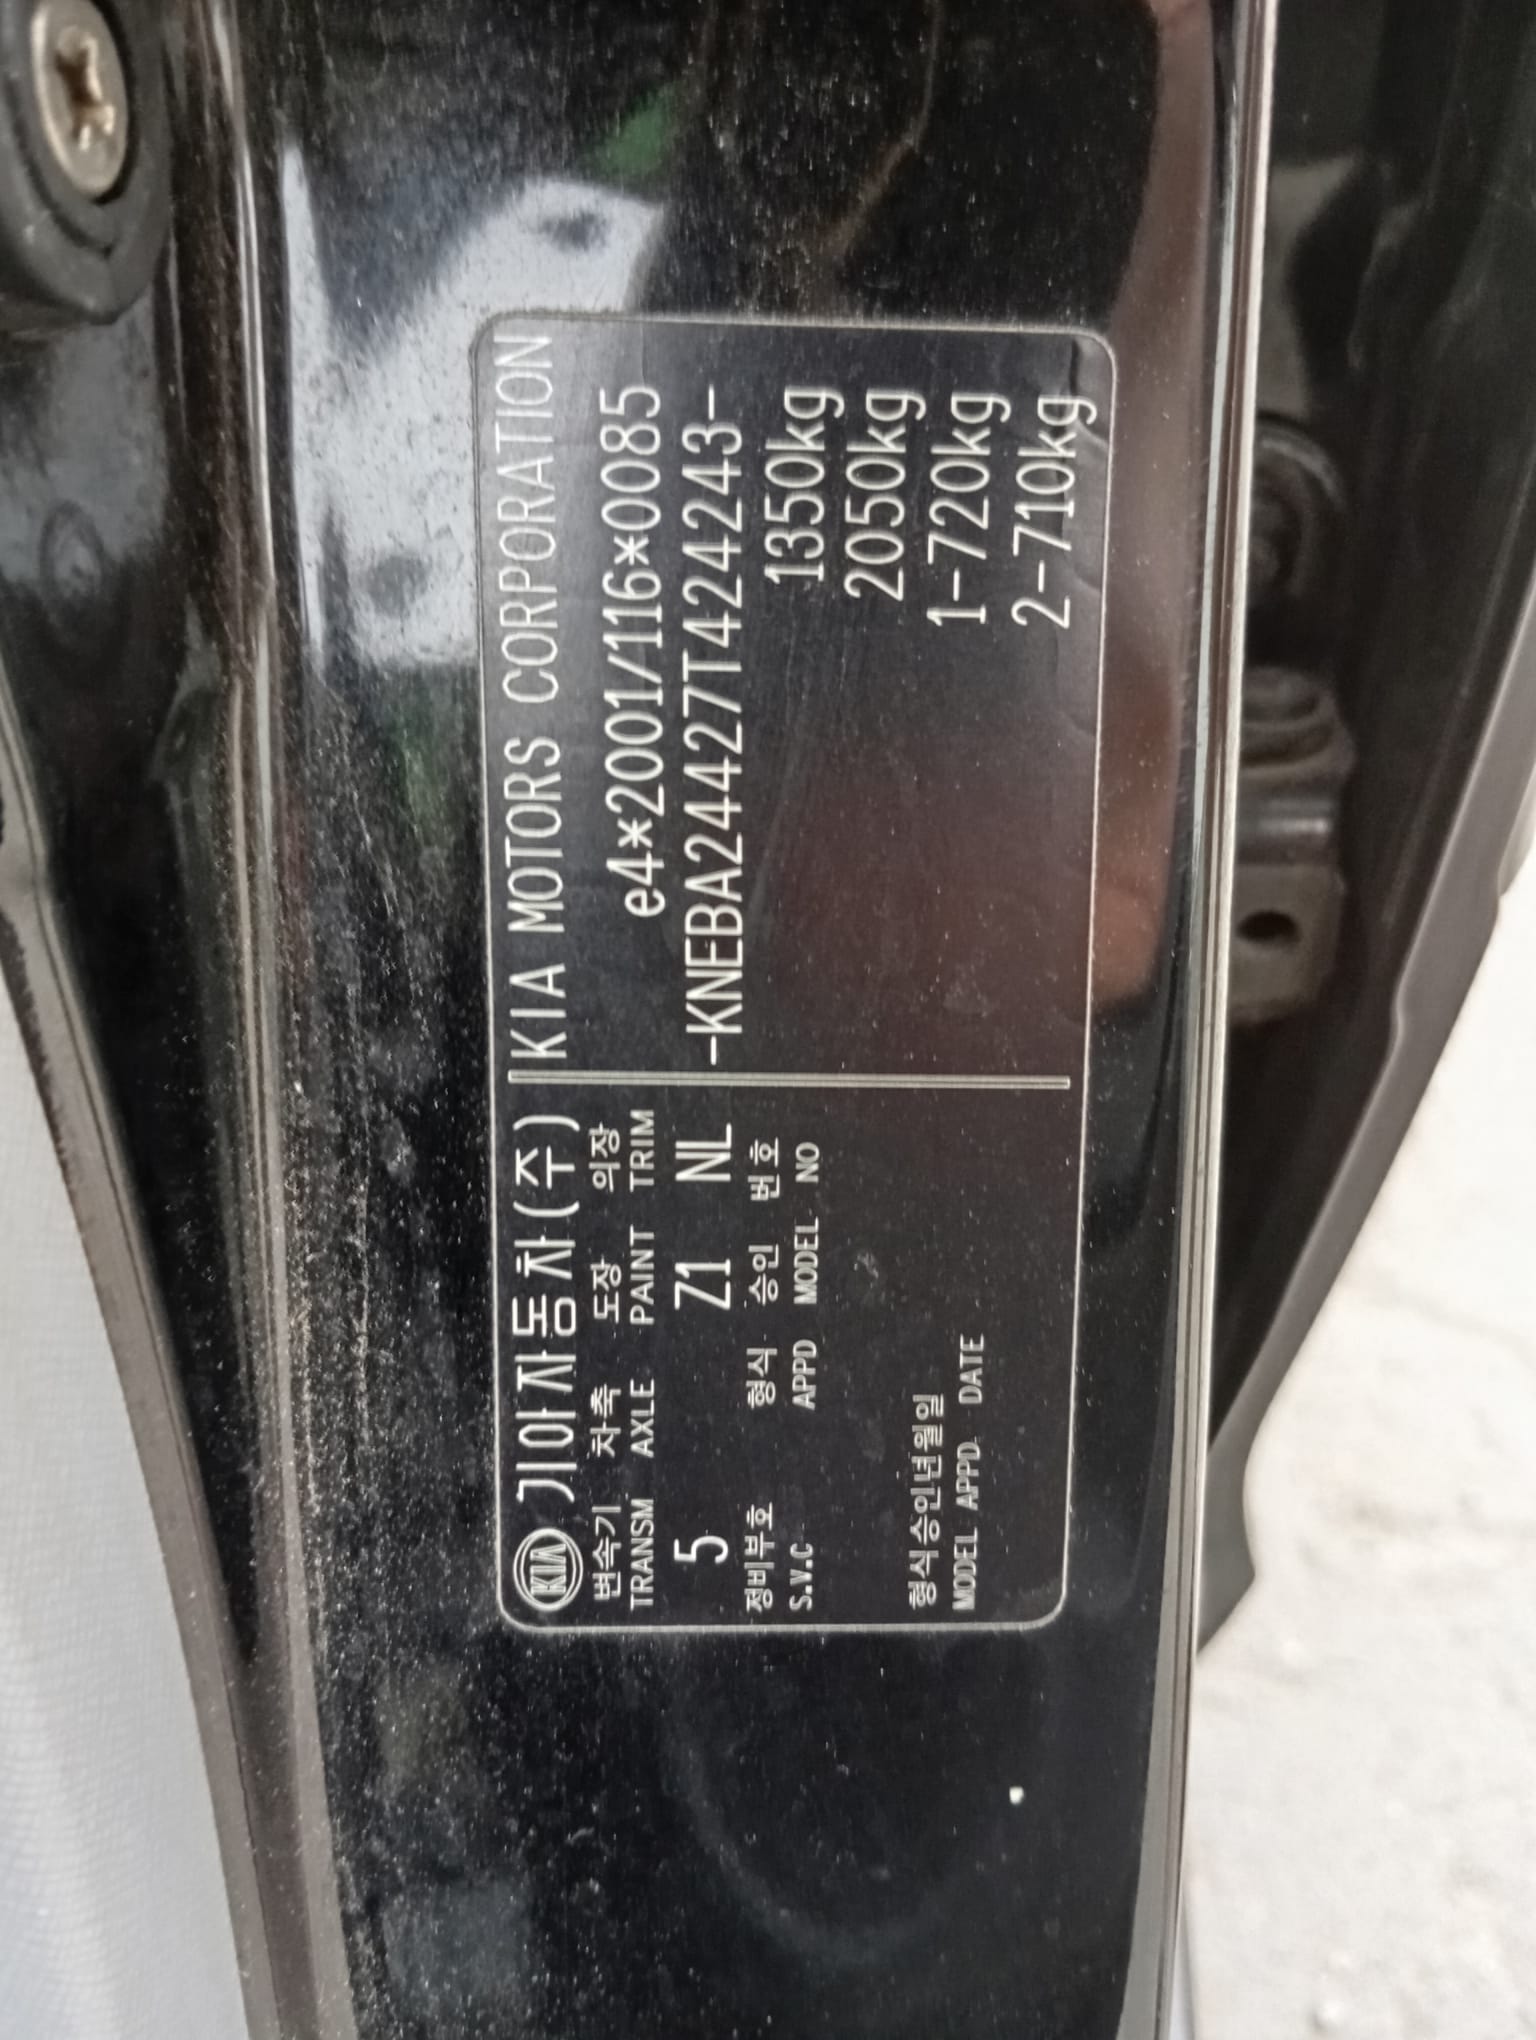 KIA 기아자동차(주)
변속기 차축 도장 의장
TRANSM AXLE PAINT TRIM
5 Z1 NL
정비부호 형식 승인 번호
S.V.C APPD MODEL NO
형식승인년월일
MODEL APPD DATE
KIA MOTORS CORPORATION
e4*2001/116*0085
-KNEBA24427T424243-
1350kg
2050kg
1-720kg
2-710kg